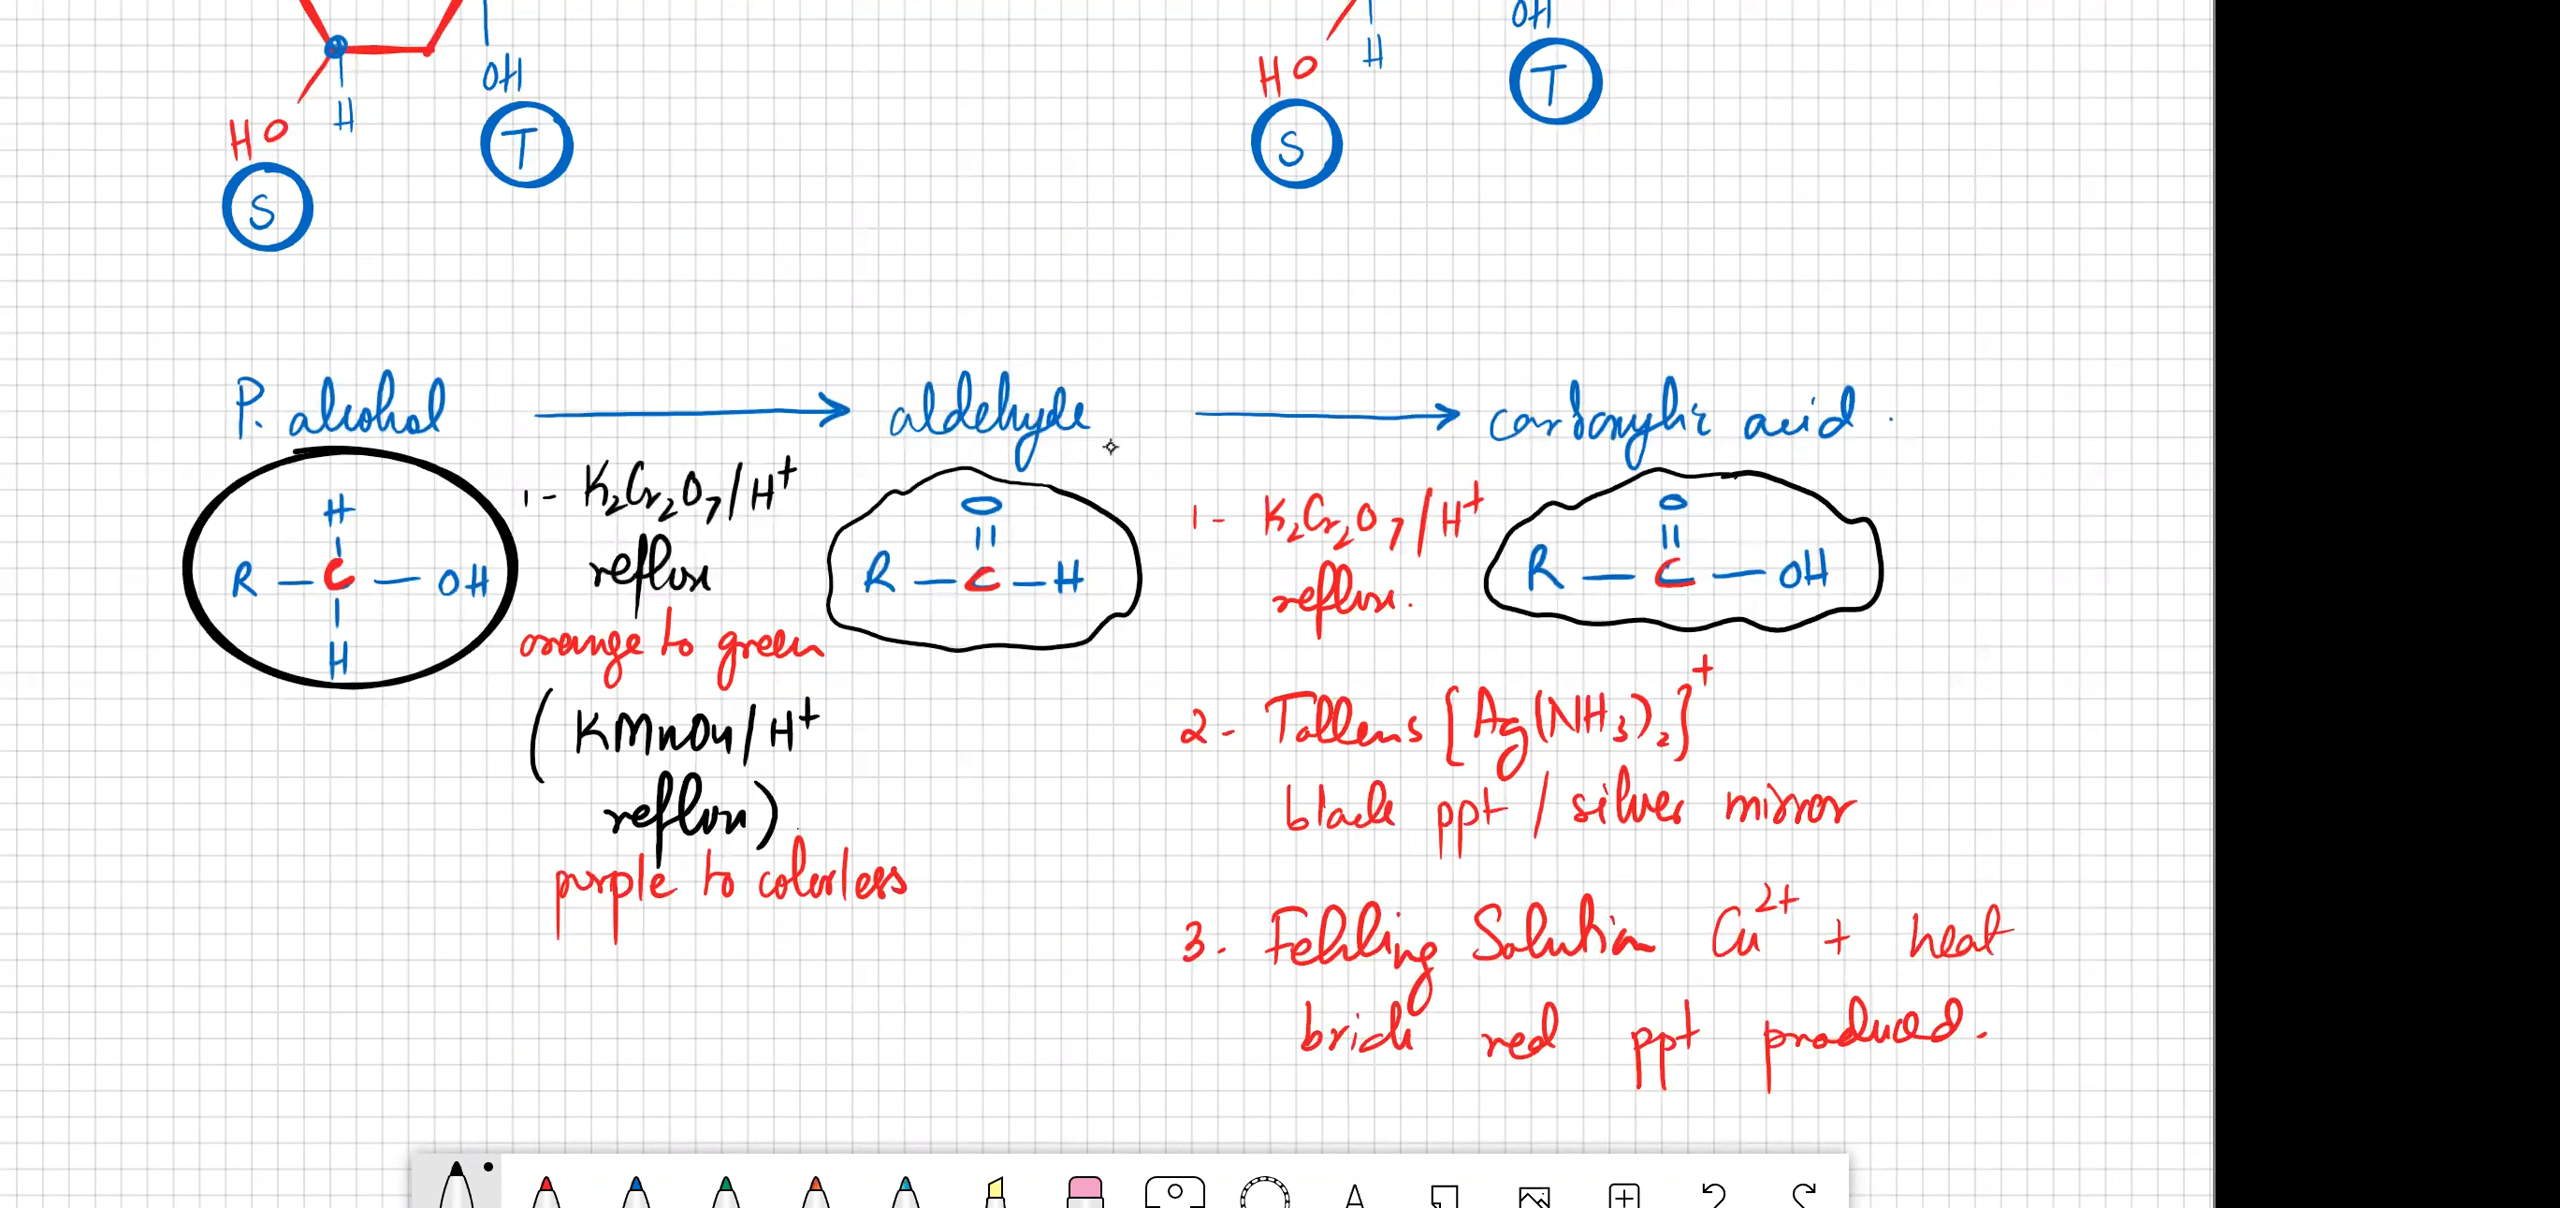 OH
H
HO
T
S
OH
H
HO
T
S
P. alcohol → aldehyde → carboxylic acid.
H
R – C – OH
H
1- K₂Cr₂O₇/H⁺
reflux
orange to green
(KMnO4/H⁺
reflux)
purple to colorless
O
R – C – H
1- K₂Cr₂O₇/H⁺
reflux.
O
R – C – OH
2- Tollens [Ag(NH₃)₂]⁺
black ppt / silver mirror
3. Fehling Solution Cu²⁺ + heat
brick red ppt produced.